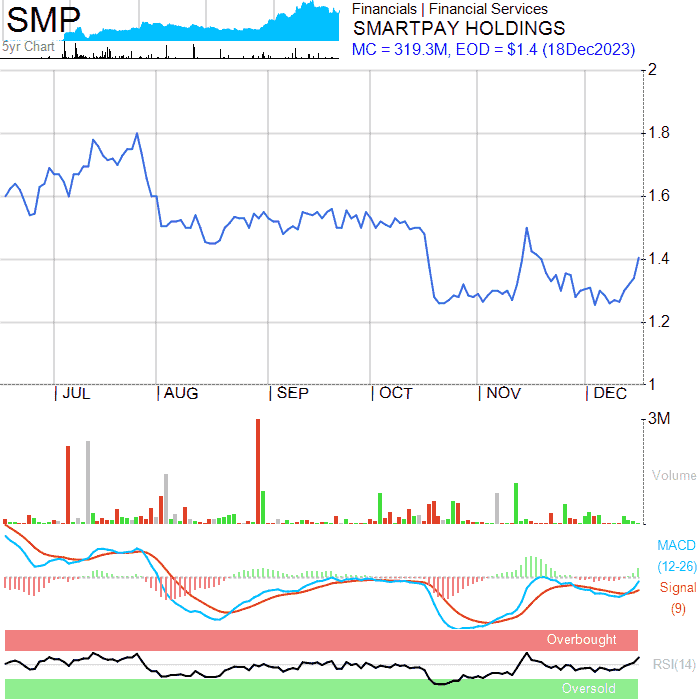 SMP
5yr Chart
Financials | Financial Services
SMARTPAY HOLDINGS
MC = 319.3M, EOD = $1.4 (18Dec2023)
2
1.8
1.6
1.4
1.2
1
| JUL | AUG | SEP | OCT | NOV | DEC
3M
Volume
MACD
(12-26)
Signal
(9)
Overbought
RSI(14)
Oversold